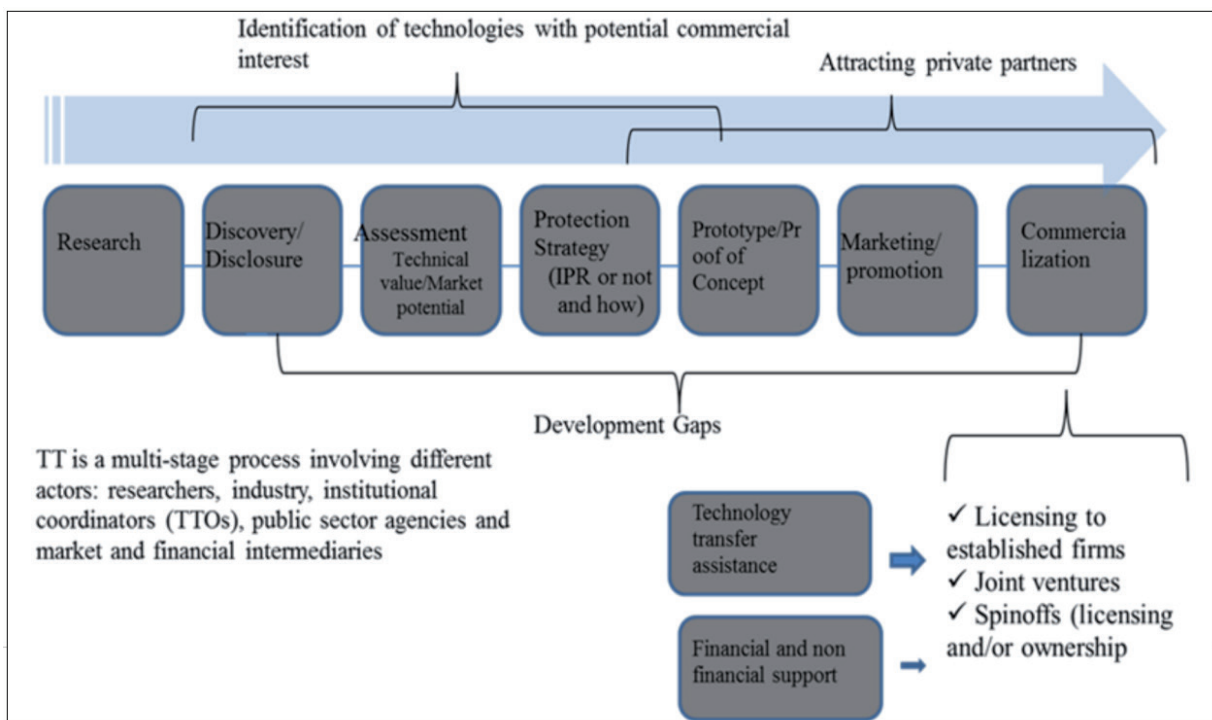 Identification of technologies with potential commercial
interest
Attracting private partners
Research
Discovery/
Disclosure
Assessment
Technical
value/Market
potential
Protection
Strategy
(IPR or not
and how)
Prototype/Pr
oof of
Concept
Marketing/
promotion
Commercia
lization
Development Gaps
TT is a multi-stage process involving different
actors: researchers, industry, institutional
coordinators (TTOs), public sector agencies and
market and financial intermediaries
Technology
transfer
assistance
Financial and non
financial support
✓ Licensing to
established firms
✓ Joint ventures
✓ Spinoffs (licensing
and/or ownership